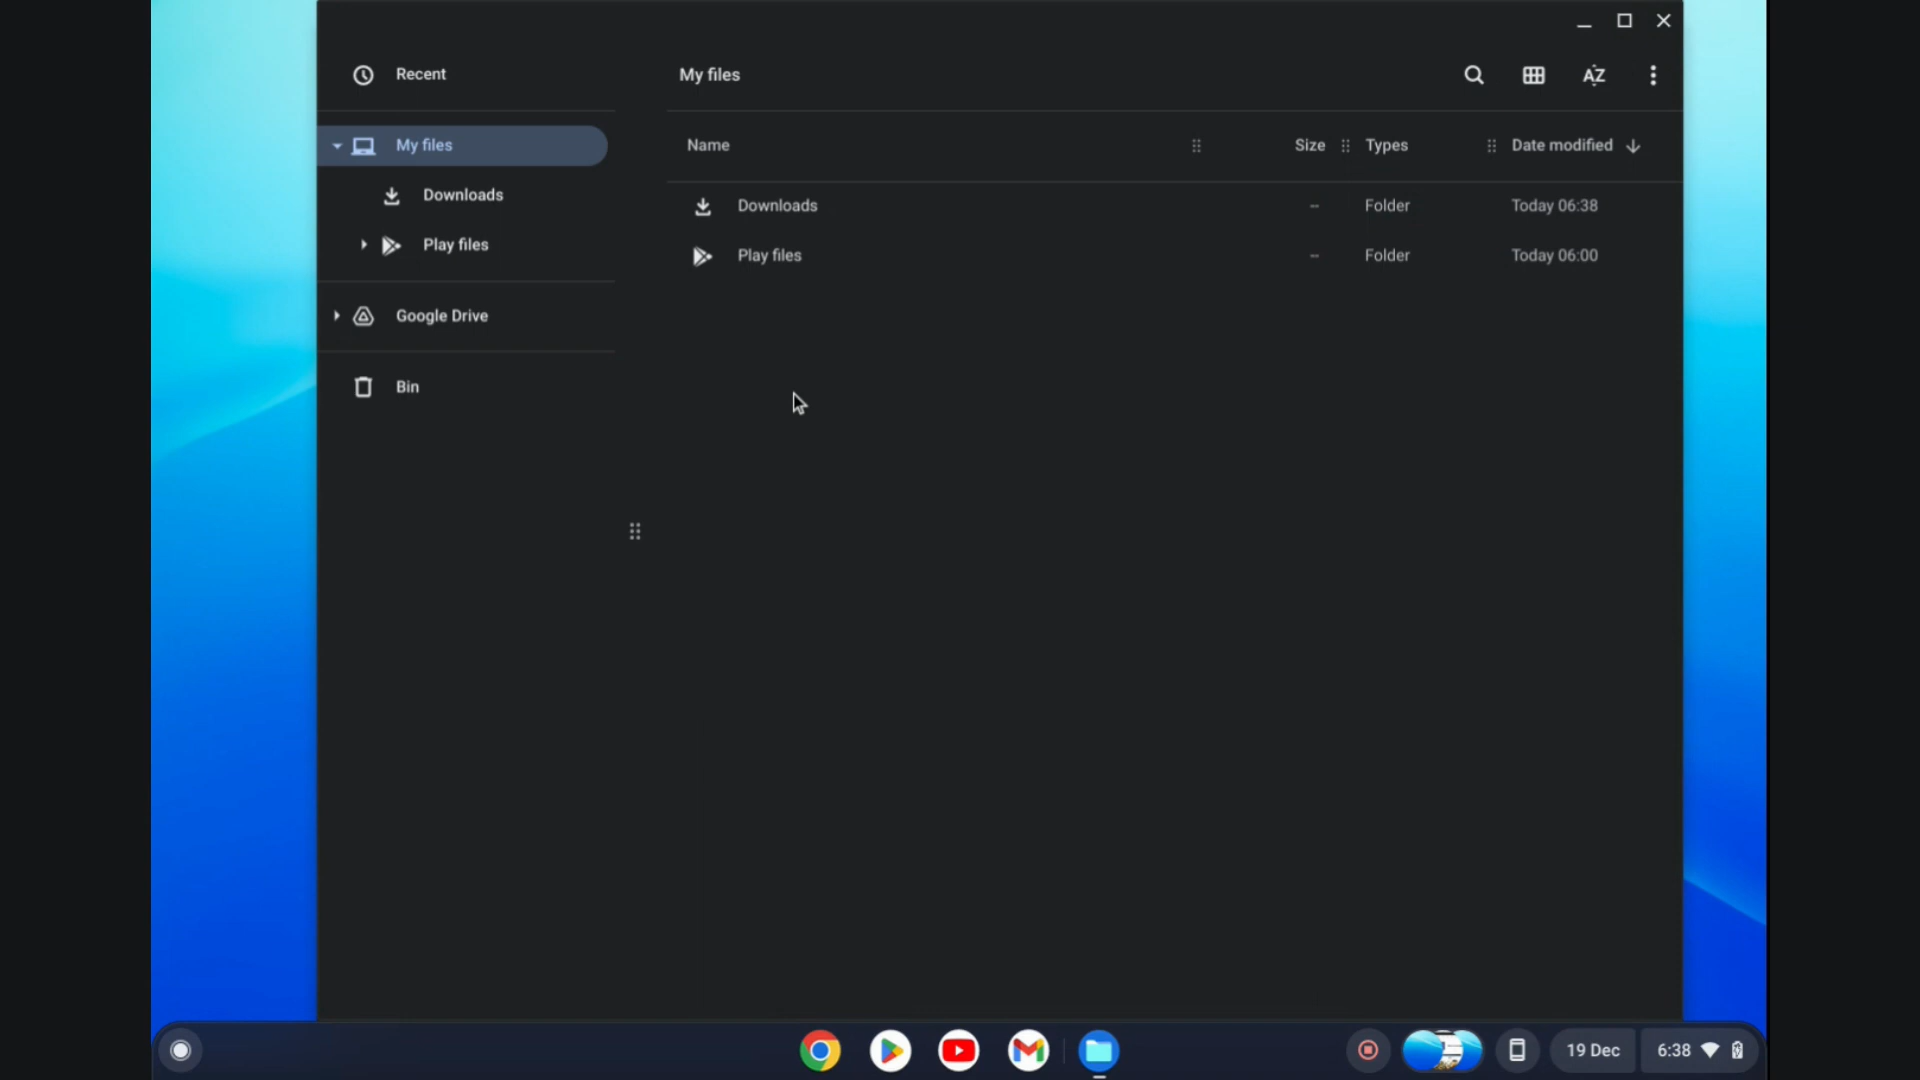 Recent
My files
My files
Downloads
Play files
Google Drive
Bin
AZ
Name Size Types Date modified
Downloads -- Folder Today 06:38
Play files -- Folder Today 06:00
19 Dec
6:38